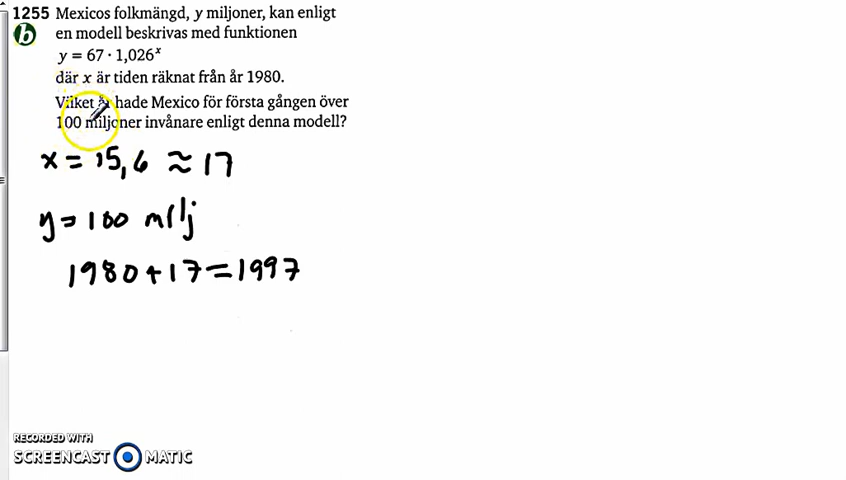 1255 Mexicos folkmängd, y miljoner, kan enligt
b en modell beskrivas med funktionen
y = 67 · 1,026ˣ
där x är tiden räknat från år 1980.
Vilket år hade Mexico för första gången över
100 miljoner invånare enligt denna modell?
x = 15,6 ≈ 17
y = 100 milj
1980 + 17 = 1997
RECORDED WITH
SCREENCAST MATIC